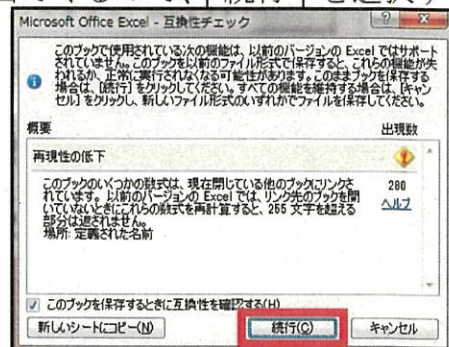 Microsoft Office Excel - 互換性チェック
このブックで使用されている次の機能は、以前のバージョンの Excel ではサポート
されていません。このブックを以前のファイル形式で保存すると、これらの機能が失
われるか、正常に実行されなくなる可能性があります。このままブックを保存する
場合は、[続行] をクリックしてください。すべての機能を維持する場合は、[キャン
セル] をクリックし、新しいファイル形式のいずれかでファイルを保存してください。
概要 出現数
再現性の低下
このブックのいくつかの数式は、現在閉じている他のブックにリンクさ 280
れています。以前のバージョンの Excel では、リンク先のブックを開 ヘルプ
いていないときにこれらの数式を再計算すると、255 文字を超える
部分は返されません。
場所: 定義された名前
このブックを保存するときに互換性を確認する(H)
新しいシートにコピー(N) 続行(C) キャンセル